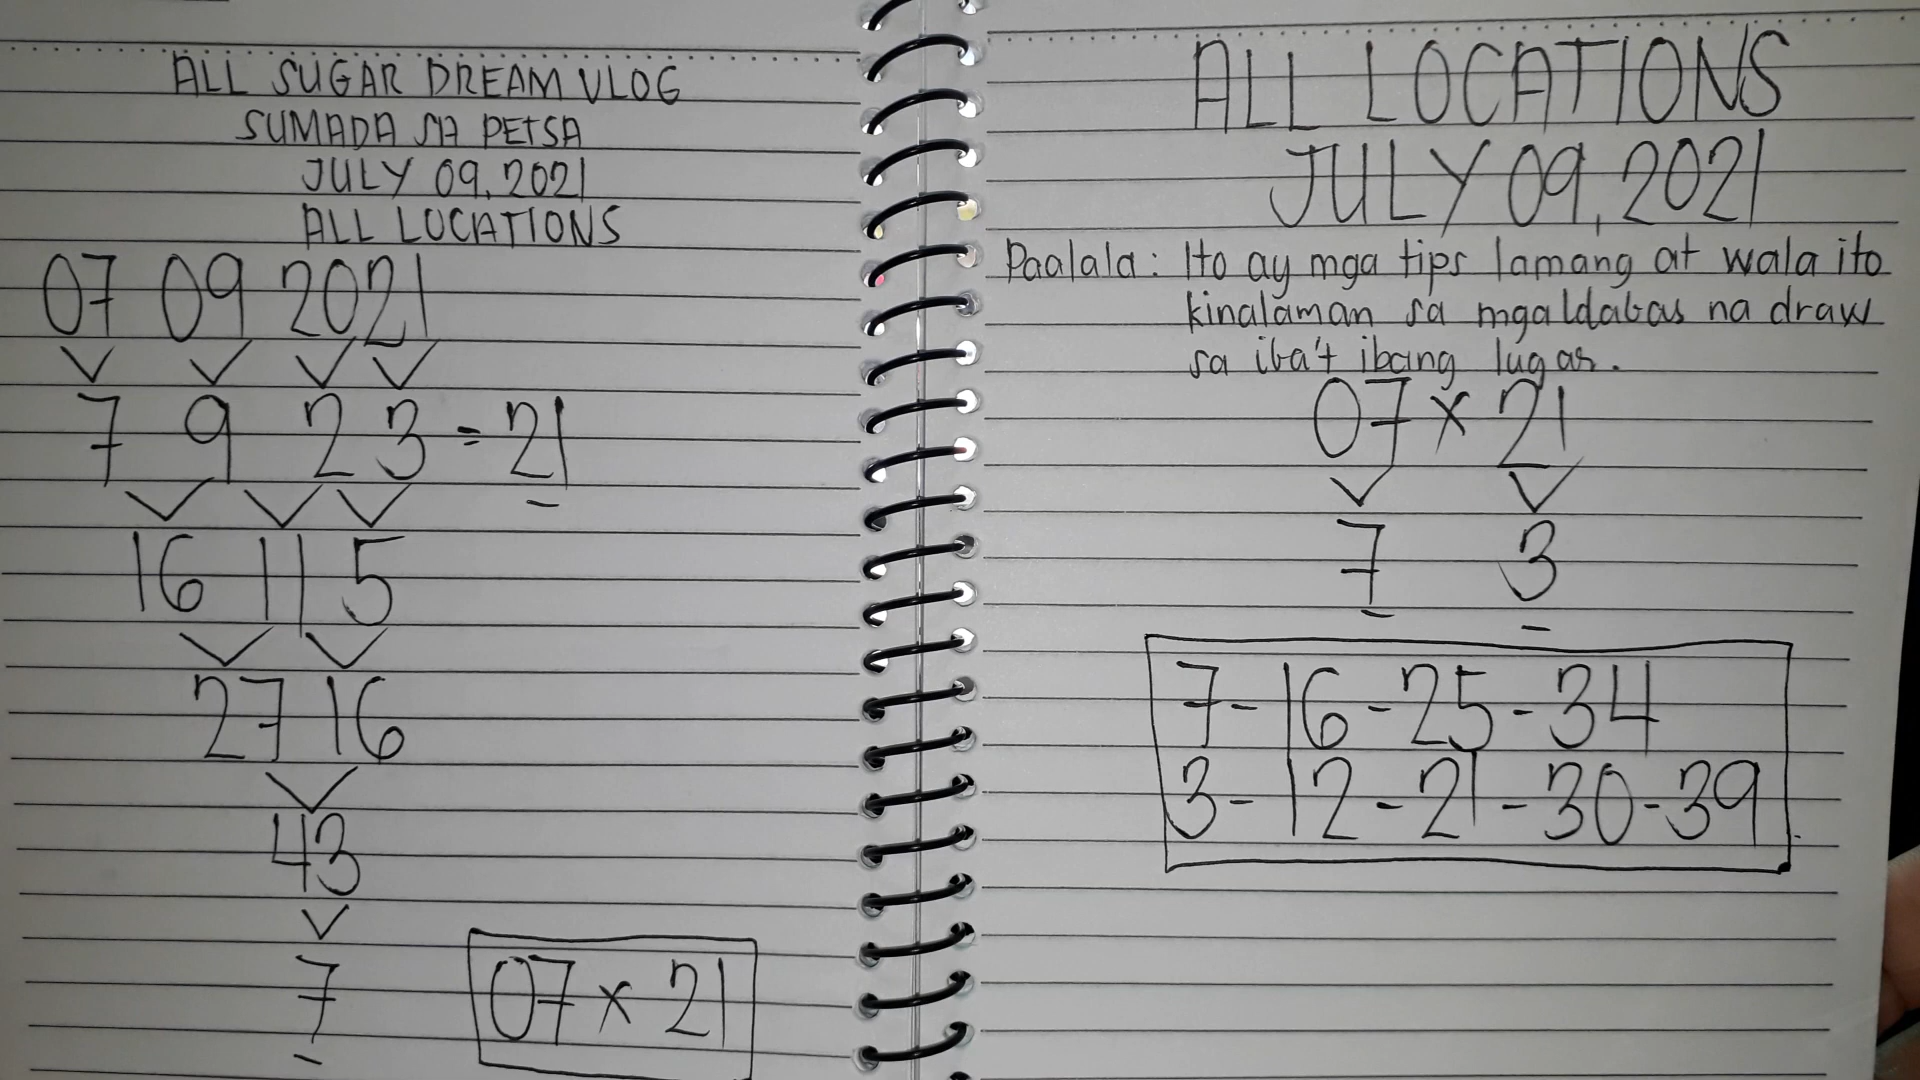 ALL SUGAR DREAM VLOG
SUMADA SA PETSA
JULY 09, 2021
ALL LOCATIONS
07 09 2021
7 9 2 3 = 21
16 11 5
27 16
43
7
07 x 21
ALL LOCATIONS
JULY 09, 2021
Paalala: Ito ay mga tips lamang at wala ito
kinalaman sa mga ldabas na draw
sa iba't ibang lugar.
07 x 21
7 3
7-16-25-34
3-12-21-30-39